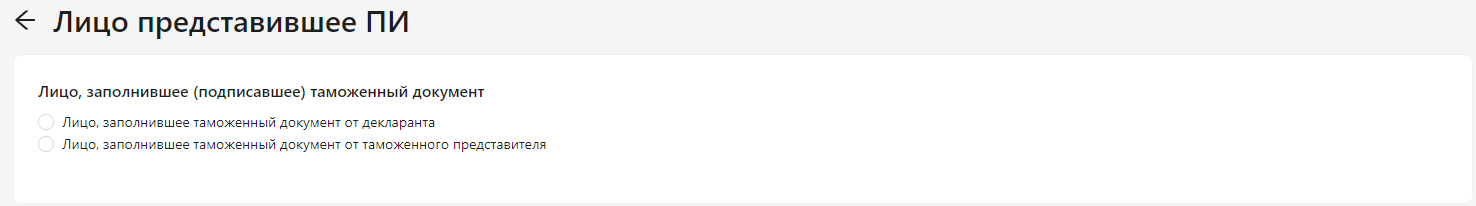 Лицо представившее ПИ
Лицо, заполнившее (подписавшее) таможенный документ
Лицо, заполнившее таможенный документ от декларанта
Лицо, заполнившее таможенный документ от таможенного представителя